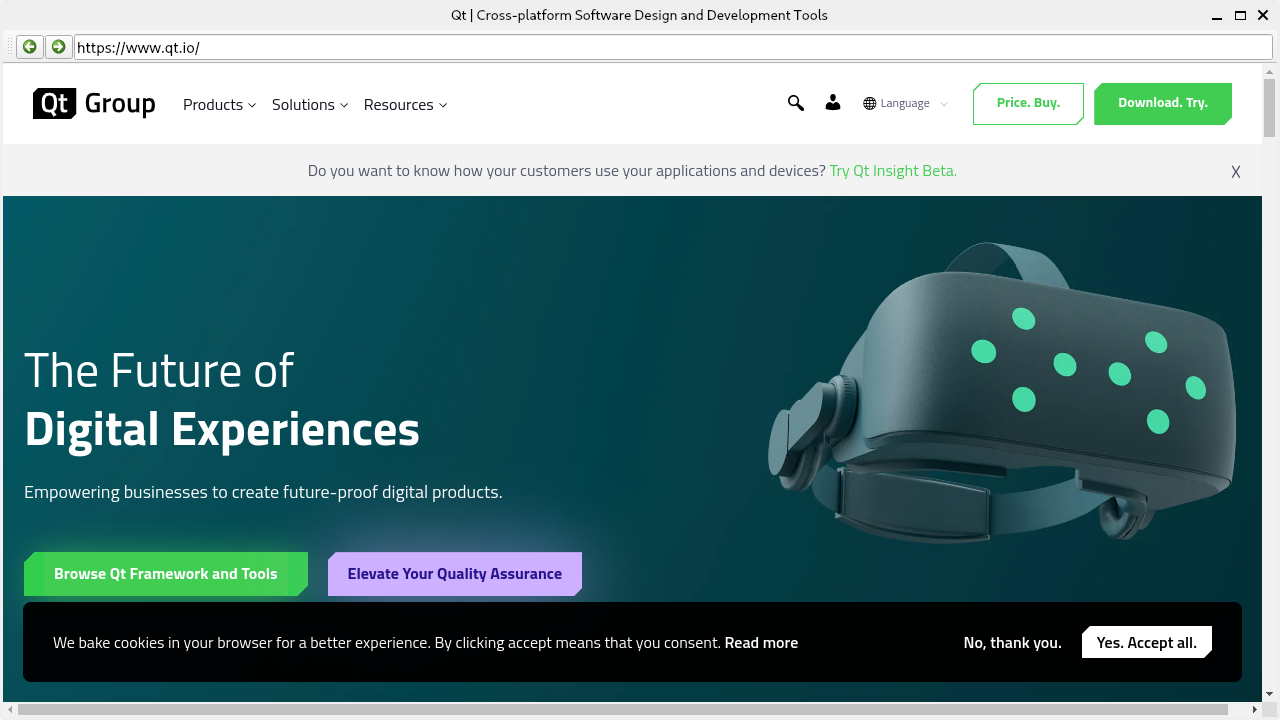 Qt | Cross-platform Software Design and Development Tools
https://www.qt.io/
Qt Group
Products
Solutions
Resources
Language
Price. Buy.
Download. Try.
Do you want to know how your customers use your applications and devices? Try Qt Insight Beta.
X
The Future of
Digital Experiences
Empowering businesses to create future-proof digital products.
Browse Qt Framework and Tools
Elevate Your Quality Assurance
We bake cookies in your browser for a better experience. By clicking accept means that you consent. Read more
No, thank you.
Yes. Accept all.